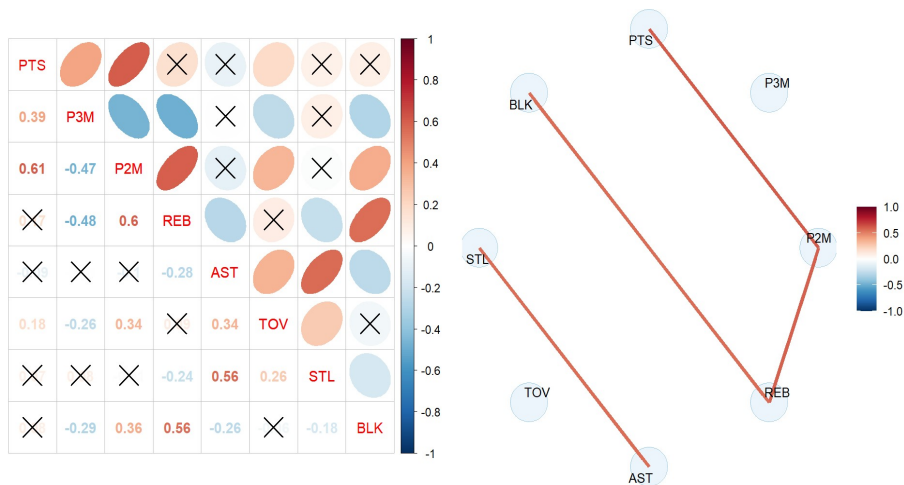 PTS
0.39 P3M
0.61 -0.47 P2M
-0.48 0.6 REB
-0.28 AST
0.18 -0.26 0.34 0.34 TOV
-0.24 0.56 0.26 STL
-0.29 0.36 0.56 -0.26 -0.18 BLK
1
0.8
0.6
0.4
0.2
0
-0.2
-0.4
-0.6
-0.8
-1
PTS
P3M
BLK
P2M
STL
TOV
REB
AST
1.0
0.5
0.0
-0.5
-1.0